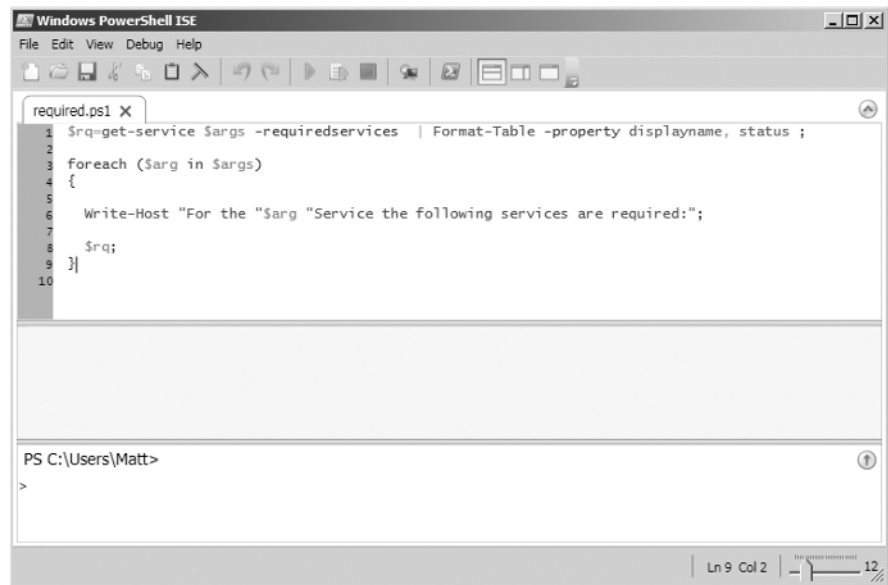 Windows PowerShell ISE
File Edit View Debug Help
required.ps1
1 $rq=get-service $args -requiredservices | Format-Table -property displayname, status ;
2
3 foreach ($arg in $args)
4 {
5
6 Write-Host "For the "$arg "Service the following services are required:";
7
8 $rq;
9 }
10
PS C:\Users\Matt>
>
Ln 9 Col 2 12